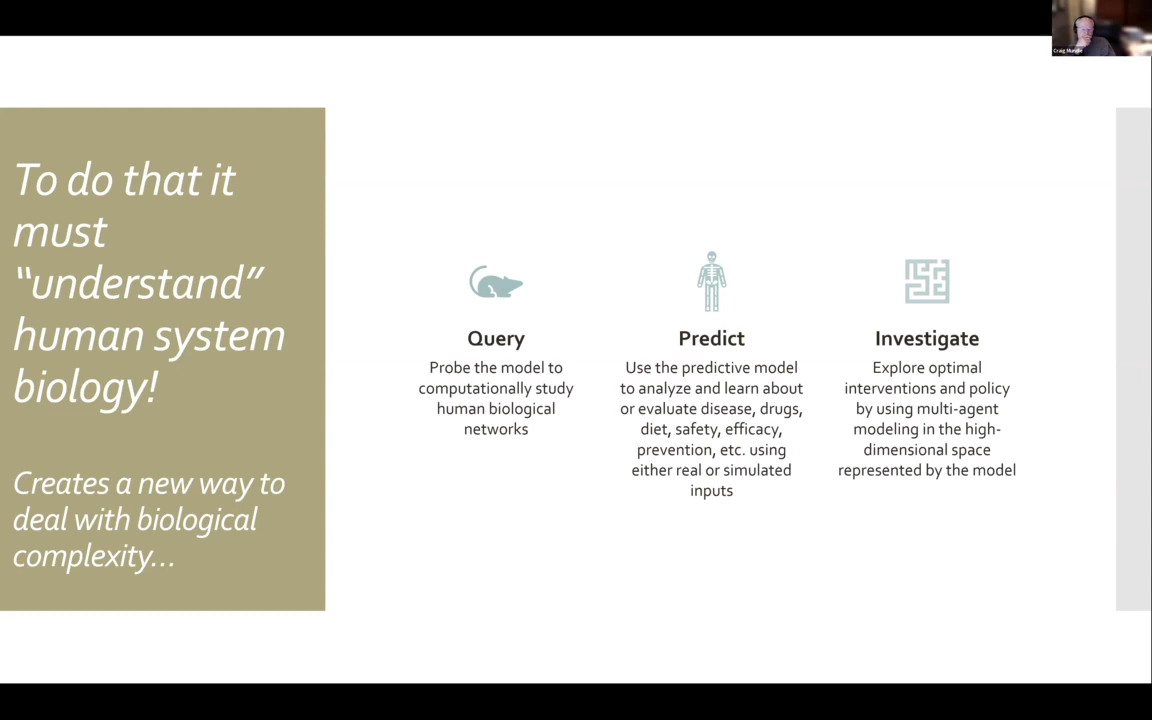 To do that it
must
“understand”
human system
biology!
Creates a new way to
deal with biological
complexity...
Query
Probe the model to
computationally study
human biological
networks
Predict
Use the predictive model
to analyze and learn about
or evaluate disease, drugs,
diet, safety, efficacy,
prevention, etc. using
either real or simulated
inputs
Investigate
Explore optimal
interventions and policy
by using multi-agent
modeling in the high-
dimensional space
represented by the model
Craig